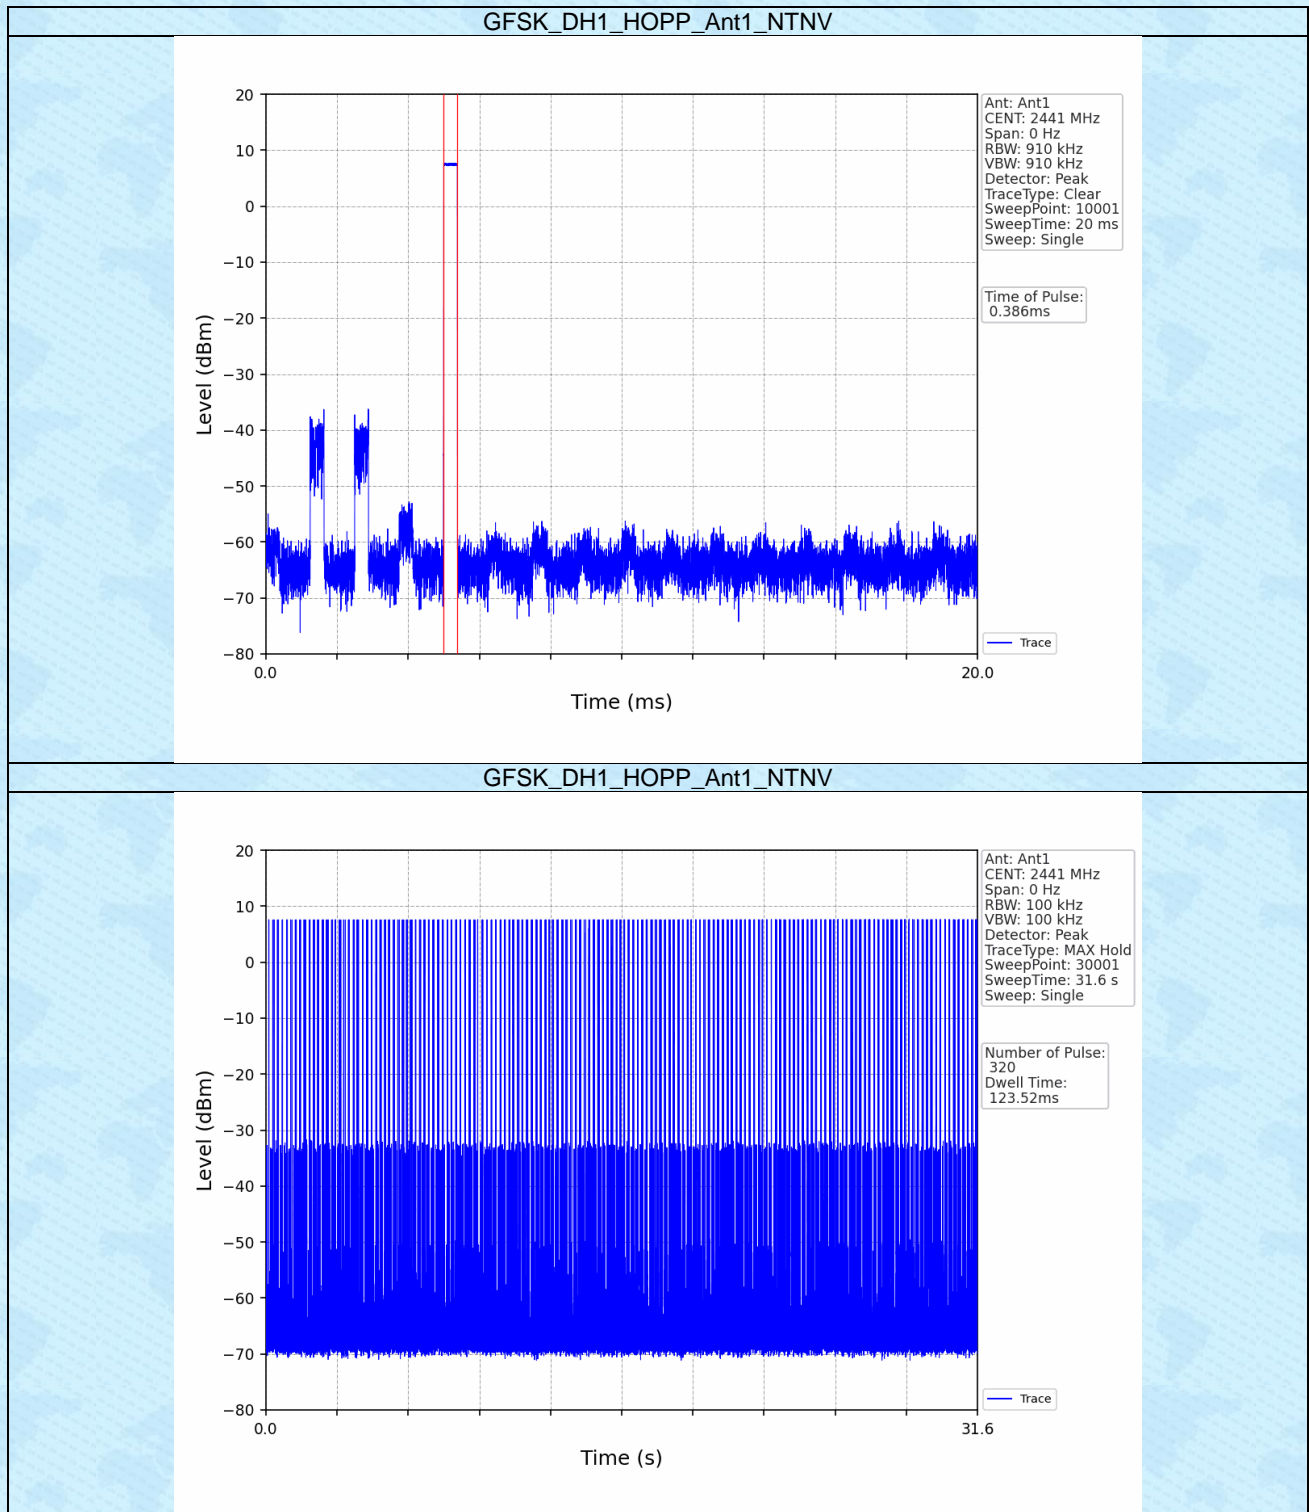 GFSK_DH1_HOPP_Ant1_NTNV
20
10
0
−10
−20
−30
−40
−50
−60
−70
−80
Level (dBm)
0.0
20.0
Time (ms)
Ant: Ant1
CENT: 2441 MHz
Span: 0 Hz
RBW: 910 kHz
VBW: 910 kHz
Detector: Peak
TraceType: Clear
SweepPoint: 10001
SweepTime: 20 ms
Sweep: Single
Time of Pulse:
0.386ms
Trace
GFSK_DH1_HOPP_Ant1_NTNV
20
10
0
−10
−20
−30
−40
−50
−60
−70
−80
Level (dBm)
0.0
31.6
Time (s)
Ant: Ant1
CENT: 2441 MHz
Span: 0 Hz
RBW: 100 kHz
VBW: 100 kHz
Detector: Peak
TraceType: MAX Hold
SweepPoint: 30001
SweepTime: 31.6 s
Sweep: Single
Number of Pulse:
320
Dwell Time:
123.52ms
Trace